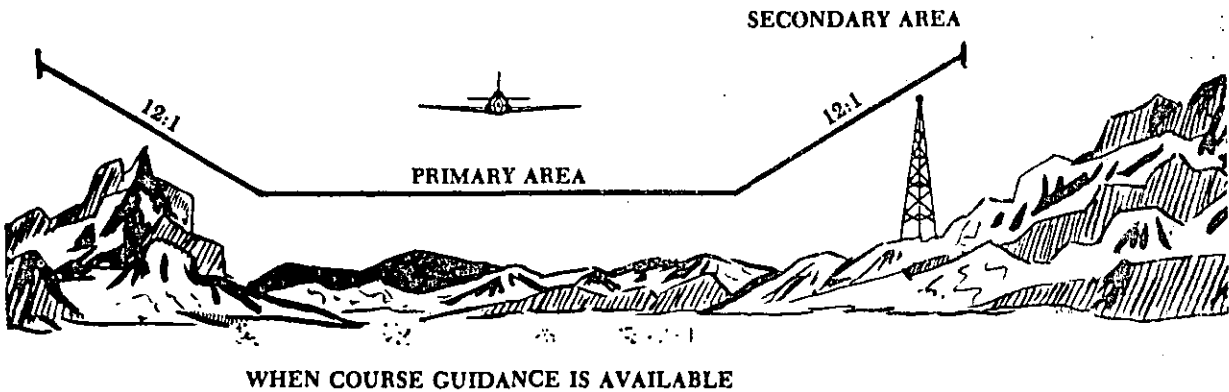 SECONDARY AREA
12:1
12:1
PRIMARY AREA
WHEN COURSE GUIDANCE IS AVAILABLE